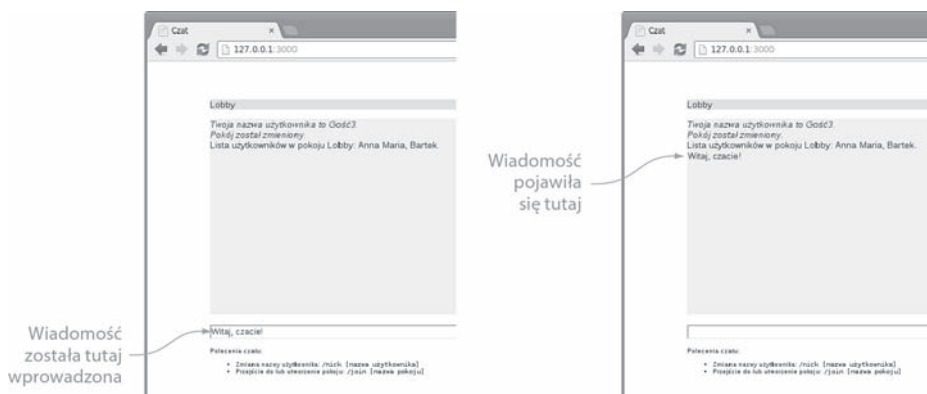 Czat
127.0.0.1:3000
Lobby
Twoja nazwa użytkownika to Gość3.
Pokój został zmieniony.
Lista użytkowników w pokoju Lobby: Anna Maria, Bartek.
Witaj, czacie!
Polecenia czatu:
Zmiana nazwy użytkownika: /nick [nazwa użytkownika]
Przejście do lub utworzenie pokoju: /join [nazwa pokoju]
Wiadomość
została tutaj
wprowadzona
Czat
127.0.0.1:3000
Lobby
Twoja nazwa użytkownika to Gość3.
Pokój został zmieniony.
Lista użytkowników w pokoju Lobby: Anna Maria, Bartek.
Witaj, czacie!
Wiadomość
pojawiła
się tutaj
Polecenia czatu:
Zmiana nazwy użytkownika: /nick [nazwa użytkownika]
Przejście do lub utworzenie pokoju: /join [nazwa pokoju]